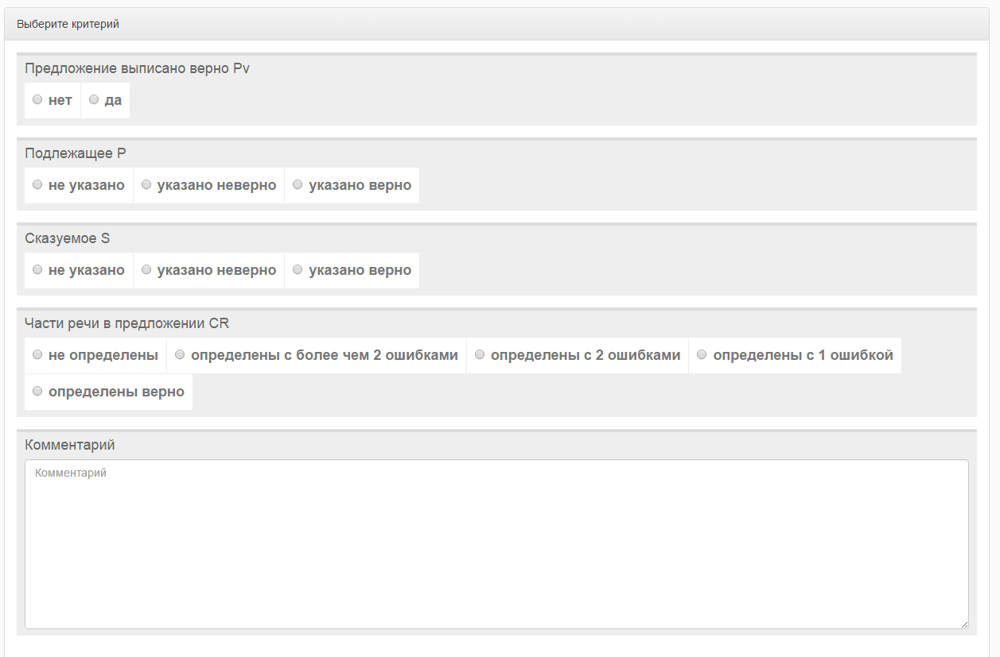 Выберите критерий
Предложение выписано верно Pv
нет да
Подлежащее P
не указано указано неверно указано верно
Сказуемое S
не указано указано неверно указано верно
Части речи в предложении CR
не определены определены с более чем 2 ошибками определены с 2 ошибками определены с 1 ошибкой
определены верно
Комментарий
Комментарий